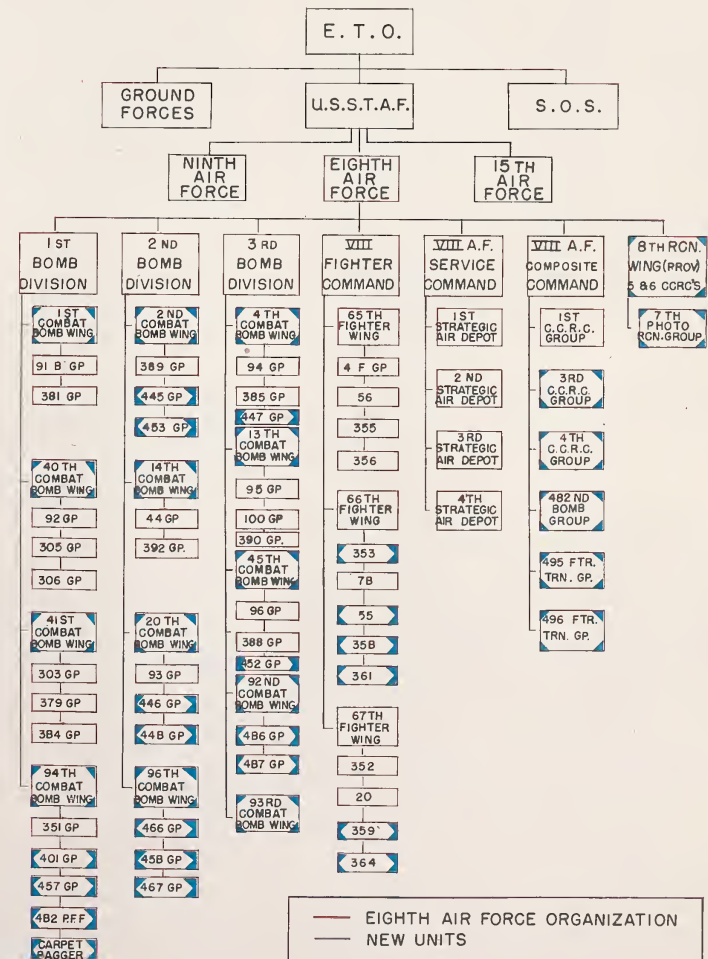 E. T. O.
GROUND
FORCES
U.S.S.T.A.F.
S.O.S.
NINTH
AIR
FORCE
EIGHTH
AIR
FORCE
15TH
AIR
FORCE
1ST
BOMB
DIVISION
2ND
BOMB
DIVISION
3RD
BOMB
DIVISION
VIII
FIGHTER
COMMAND
VIII A.F.
SERVICE
COMMAND
VIII A.F.
COMPOSITE
COMMAND
8TH RCN.
WING (PROV)
5 &6 CCRC'S
1ST
COMBAT
BOMB WING
91 B GP
381 GP
40TH
COMBAT
BOMB WING
92 GP
305 GP
306 GP
41ST
COMBAT
BOMB WING
303 GP
379 GP
384 GP
94TH
COMBAT
BOMB WING
351 GP
401 GP
457 GP
482 P.F.F
CARPET
BAGGER
2ND
COMBAT
BOMB WING
389 GP
445 GP
453 GP
14TH
COMBAT
BOMB WING
44 GP
392 GP.
20TH
COMBAT
BOMB WING
93 GP
446 GP
448 GP
96TH
COMBAT
BOMB WING
466 GP
458 GP
467 GP
4TH
COMBAT
BOMB WING
94 GP
385 GP
447 GP
13TH
COMBAT
BOMB WING
95 GP
100 GP
390 GP.
45TH
COMBAT
BOMB WING
96 GP
388 GP
452 GP
92ND
COMBAT
BOMB WING
486 GP
487 GP
93RD
COMBAT
BOMB WING
65TH
FIGHTER
WING
4 F GP
56
355
356
66TH
FIGHTER
WING
353
78
55
358
361
67TH
FIGHTER
WING
352
20
359
364
1ST
STRATEGIC
AIR DEPOT
2ND
STRATEGIC
AIR DEPOT
3RD
STRATEGIC
AIR DEPOT
4TH
STRATEGIC
AIR DEPOT
1ST
C.C.R.C.
GROUP
3RD
C.C.R.C.
GROUP
4TH
C.C.R.C.
GROUP
482ND
BOMB
GROUP
495 FTR.
TRN. GP.
496 FTR.
TRN. GP.
7TH
PHOTO
RCN. GROUP
EIGHTH AIR FORCE ORGANIZATION
NEW UNITS